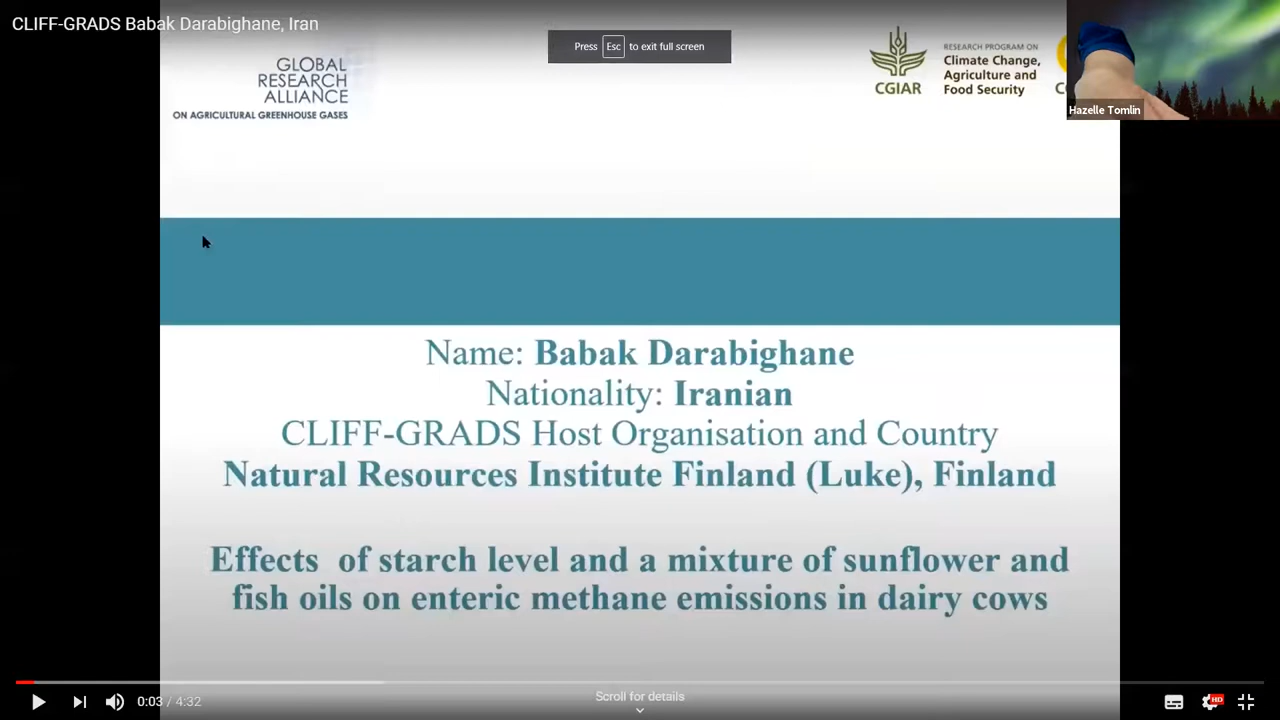 CLIFF-GRADS Babak Darabighane, Iran
Press Esc to exit full screen
GLOBAL
RESEARCH
ALLIANCE
ON AGRICULTURAL GREENHOUSE GASES
CGIAR
RESEARCH PROGRAM ON
Climate Change,
Agriculture and
Food Security
Hazelle Tomlin
Name: Babak Darabighane
Nationality: Iranian
CLIFF-GRADS Host Organisation and Country
Natural Resources Institute Finland (Luke), Finland
Effects of starch level and a mixture of sunflower and
fish oils on enteric methane emissions in dairy cows
0:03 / 4:32
Scroll for details
HD